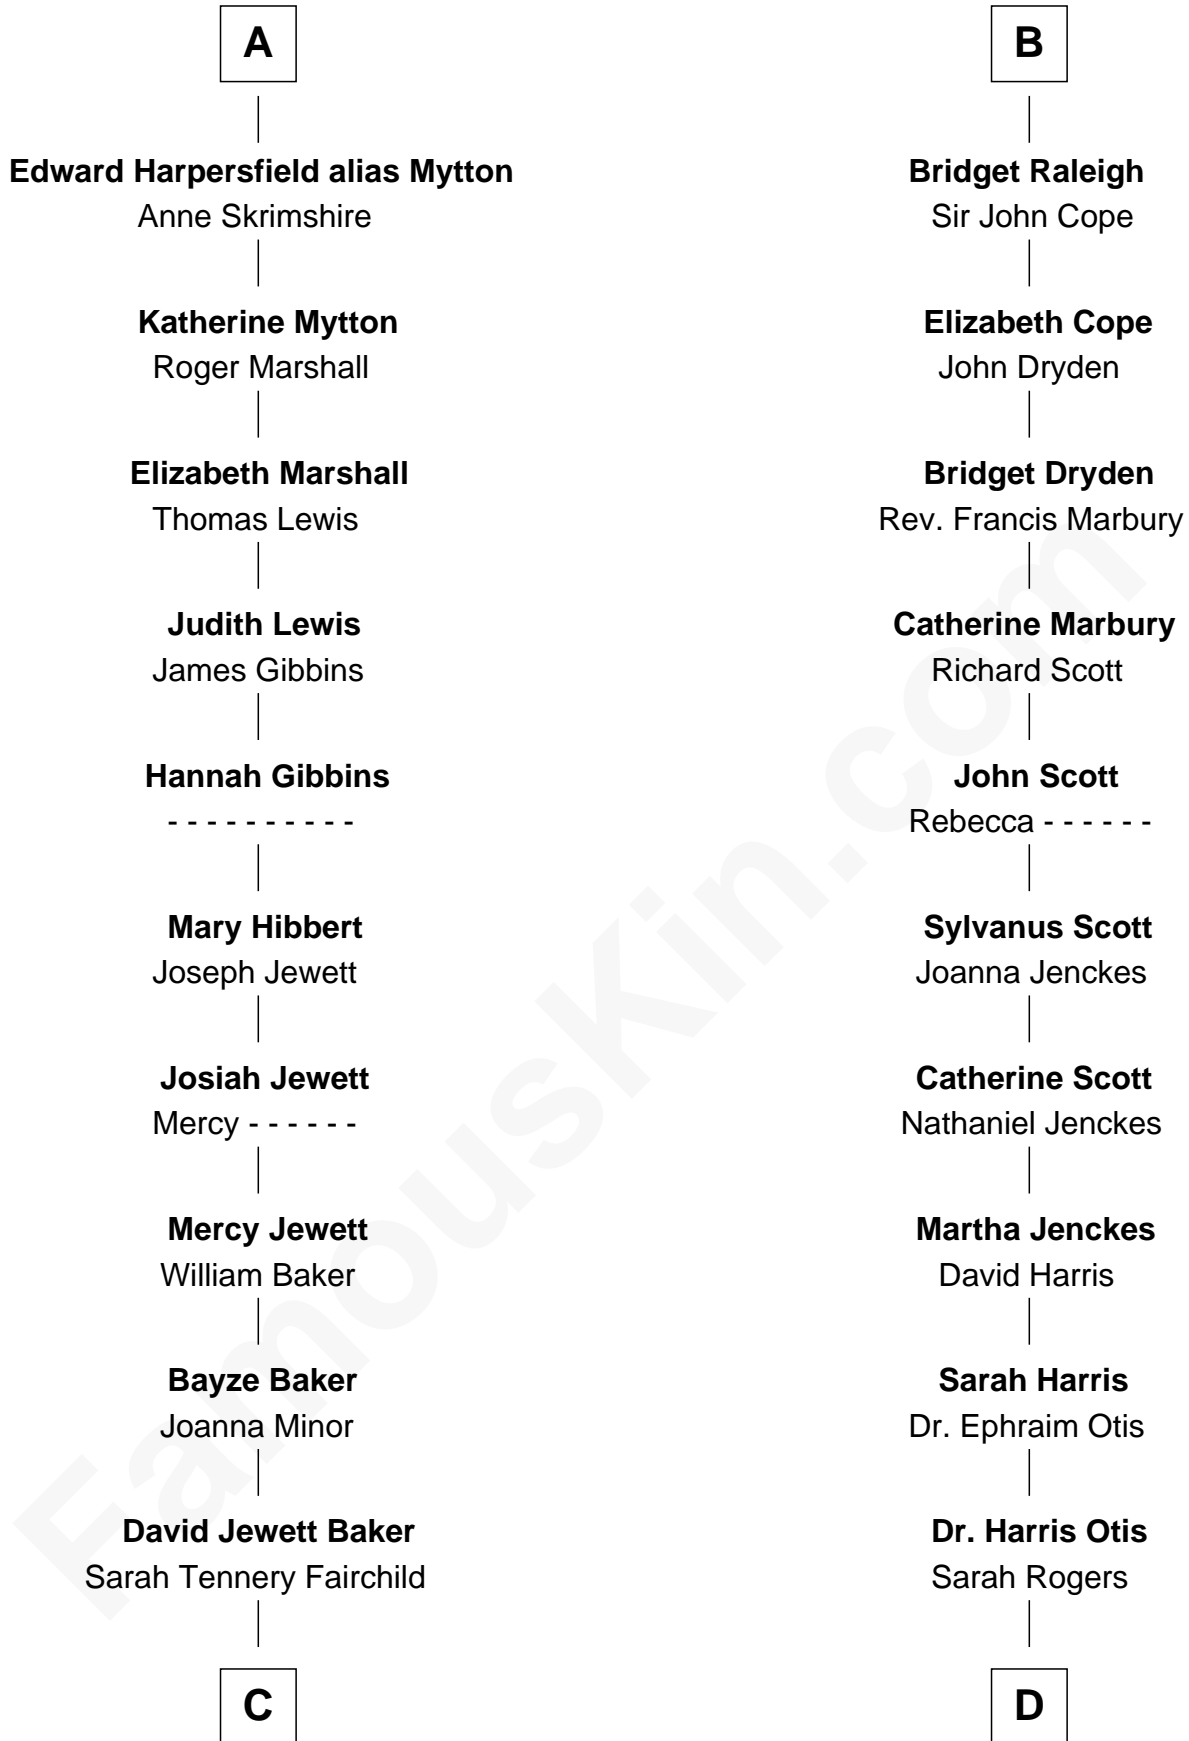 A
Edward Harpersfield alias Mytton
Anne Skrimshire
Katherine Mytton
Roger Marshall
Elizabeth Marshall
Thomas Lewis
Judith Lewis
James Gibbins
Hannah Gibbins
- - - - - - - - - -
Mary Hibbert
Joseph Jewett
Josiah Jewett
Mercy - - - - - -
Mercy Jewett
William Baker
Bayze Baker
Joanna Minor
David Jewett Baker
Sarah Tennery Fairchild
C
B
Bridget Raleigh
Sir John Cope
Elizabeth Cope
John Dryden
Bridget Dryden
Rev. Francis Marbury
Catherine Marbury
Richard Scott
John Scott
Rebecca - - - - - -
Sylvanus Scott
Joanna Jenckes
Catherine Scott
Nathaniel Jenckes
Martha Jenckes
David Harris
Sarah Harris
Dr. Ephraim Otis
Dr. Harris Otis
Sarah Rogers
D
FamousKin.com